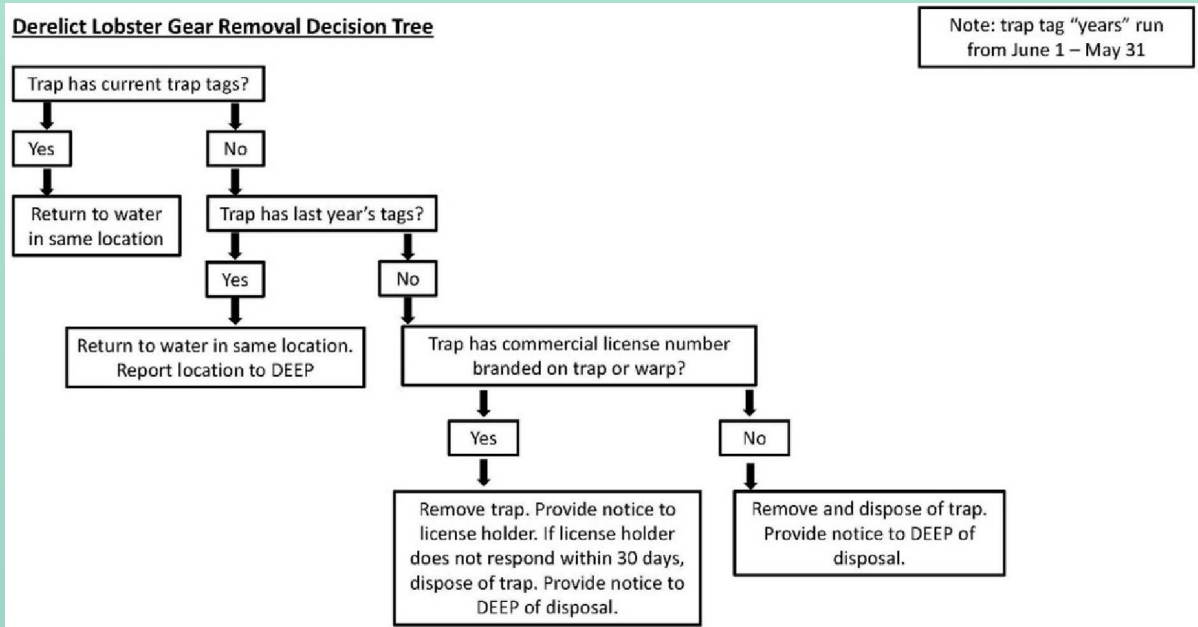 Derelict Lobster Gear Removal Decision Tree
Note: trap tag “years” run
from June 1 – May 31
Trap has current trap tags?
Yes
No
Return to water
in same location
Trap has last year’s tags?
Yes
No
Return to water in same location.
Report location to DEEP
Trap has commercial license number
branded on trap or warp?
Yes
No
Remove trap. Provide notice to
license holder. If license holder
does not respond within 30 days,
dispose of trap. Provide notice to
DEEP of disposal.
Remove and dispose of trap.
Provide notice to DEEP of
disposal.